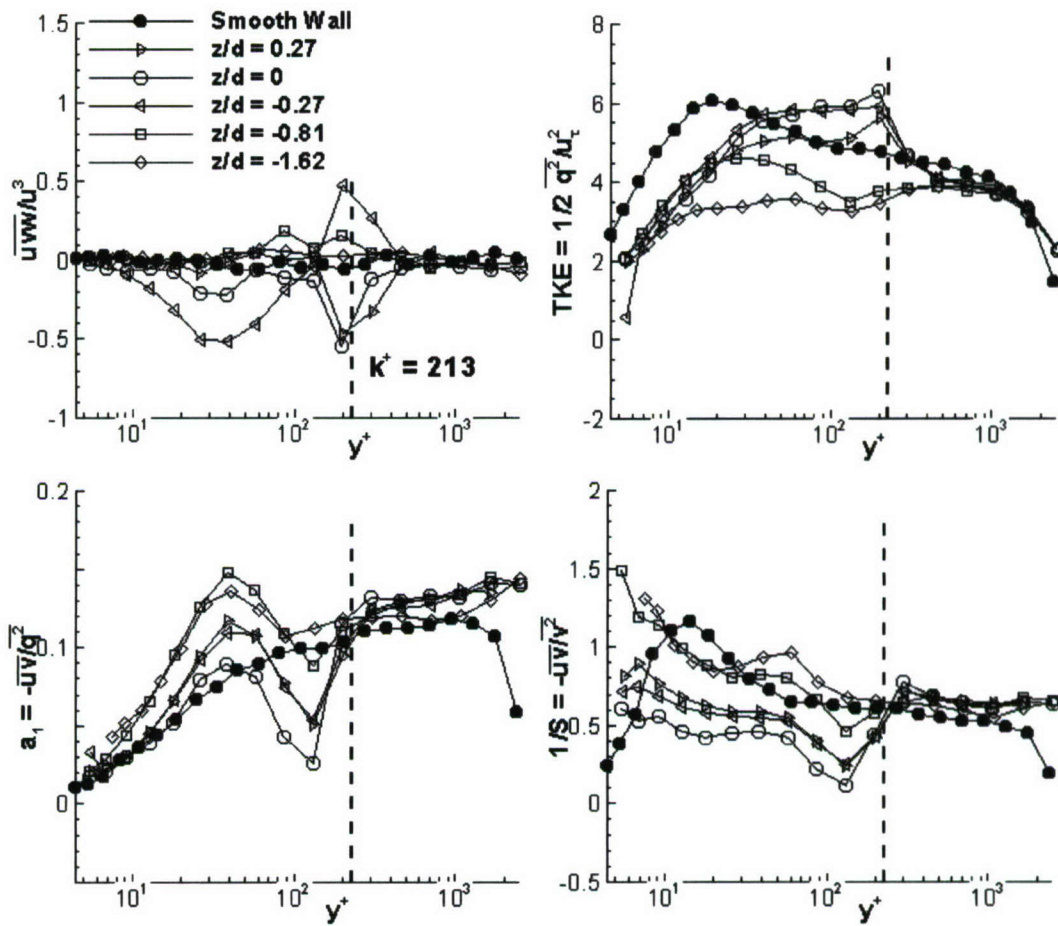 1.5
1
0.5
0
-0.5
-1
Smooth Wall
z/d = 0.27
z/d = 0
z/d = -0.27
z/d = -0.81
z/d = -1.62
uvw/u³
k⁺ = 213
10¹ 10² 10³
y⁺
8
6
4
2
0
-2
TKE = 1/2 q²/u²τ
10¹ 10² 10³
y⁺
0.2
0.1
0
a₁ = -uv/q²
10¹ 10² 10³
y⁺
2
1.5
1
0.5
0
-0.5
1/S = -uv/v²
10¹ 10² 10³
y⁺